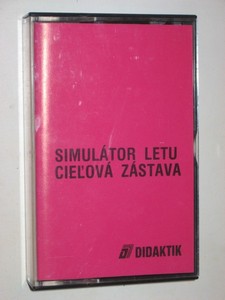 SIMULÁTOR LETU
CIEĽOVÁ ZÁSTAVA
DIDAKTIK